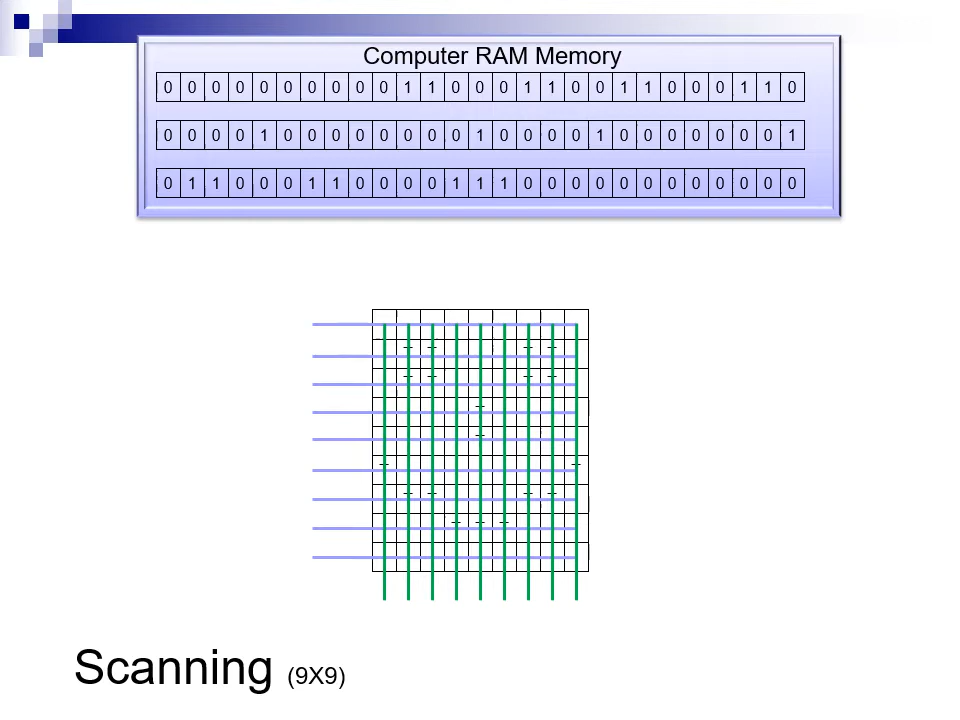 Computer RAM Memory
0 0 0 0 0 0 0 0 0 0 1 1 0 0 0 1 1 0 0 1 1 0 0 0 1 1 0
0 0 0 0 1 0 0 0 0 0 0 0 0 1 0 0 0 0 1 0 0 0 0 0 0 0 1
0 1 1 0 0 0 1 1 0 0 0 0 1 1 1 0 0 0 0 0 0 0 0 0 0 0 0
Scanning (9X9)